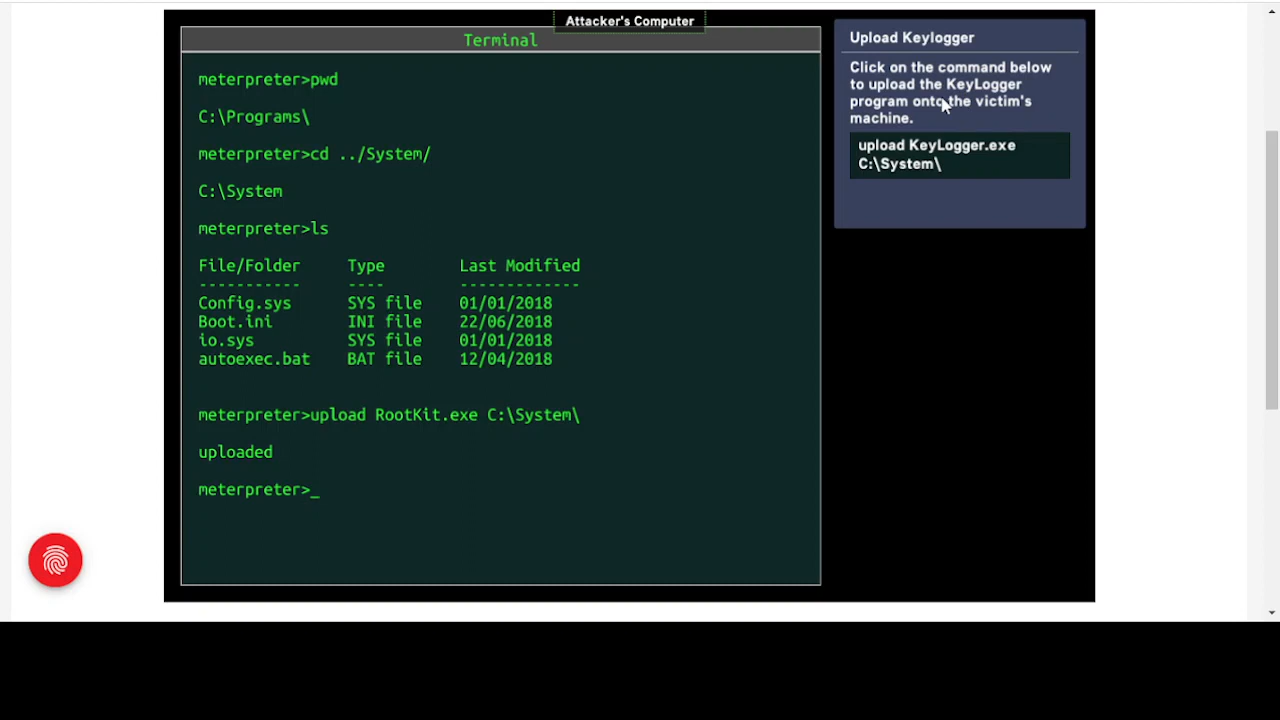 Attacker's Computer
Terminal
meterpreter>pwd
C:\Programs\
meterpreter>cd ../System/
C:\System
meterpreter>ls
File/Folder Type Last Modified
----------- ---- -------------
Config.sys SYS file 01/01/2018
Boot.ini INI file 22/06/2018
io.sys SYS file 01/01/2018
autoexec.bat BAT file 12/04/2018
meterpreter>upload RootKit.exe C:\System\
uploaded
meterpreter>_
Upload Keylogger
Click on the command below
to upload the KeyLogger
program onto the victim's
machine.
upload KeyLogger.exe
C:\System\